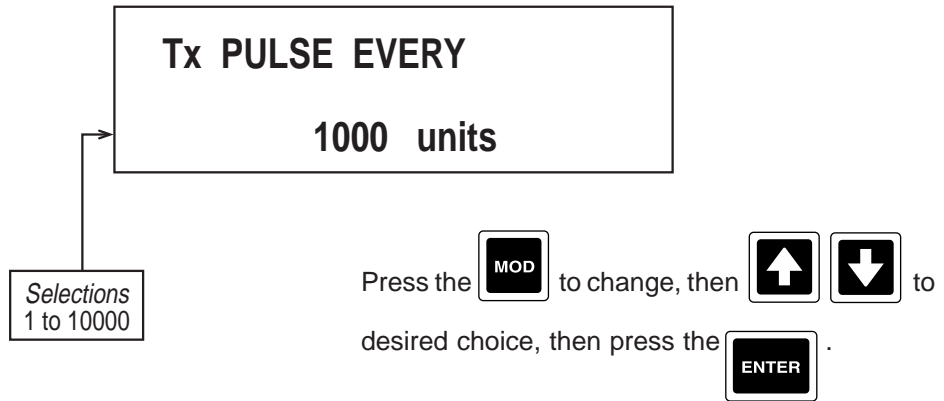 Tx PULSE EVERY
1000 units
Selections
1 to 10000
Press the MOD to change, then to
desired choice, then press the ENTER .